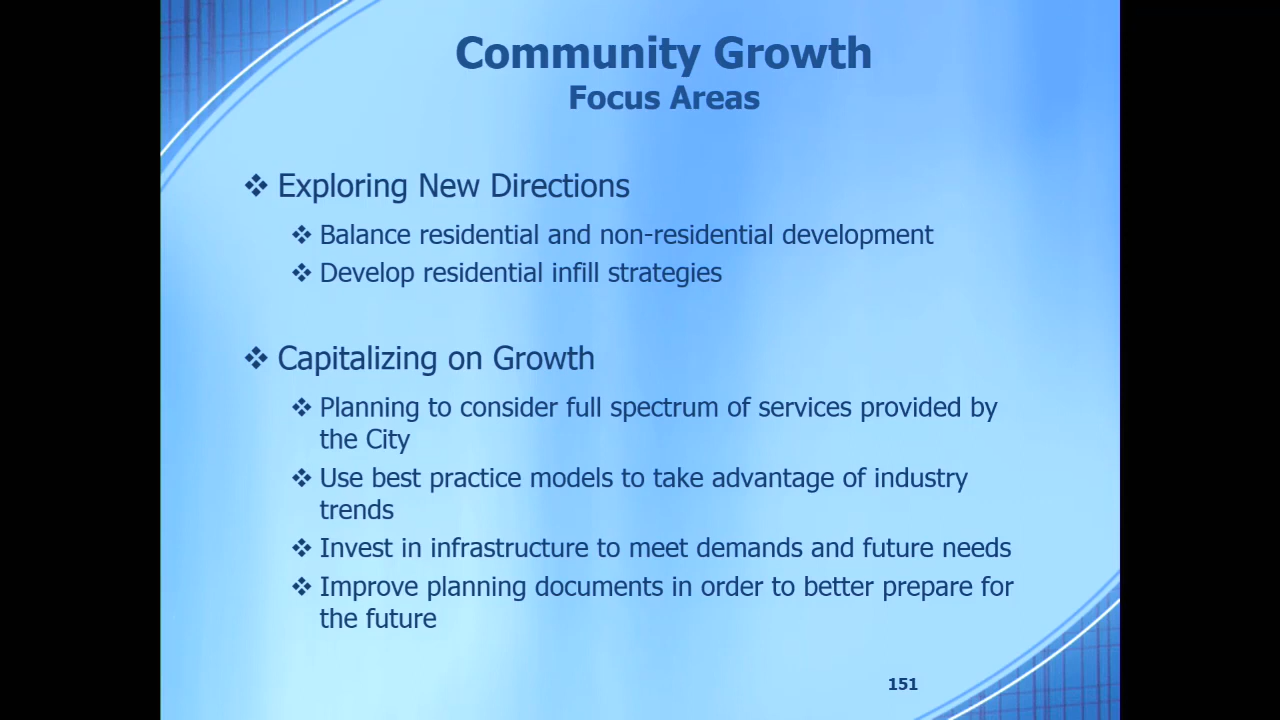 Community Growth
Focus Areas
❖ Exploring New Directions
❖ Balance residential and non-residential development
❖ Develop residential infill strategies
❖ Capitalizing on Growth
❖ Planning to consider full spectrum of services provided by
the City
❖ Use best practice models to take advantage of industry
trends
❖ Invest in infrastructure to meet demands and future needs
❖ Improve planning documents in order to better prepare for
the future
151